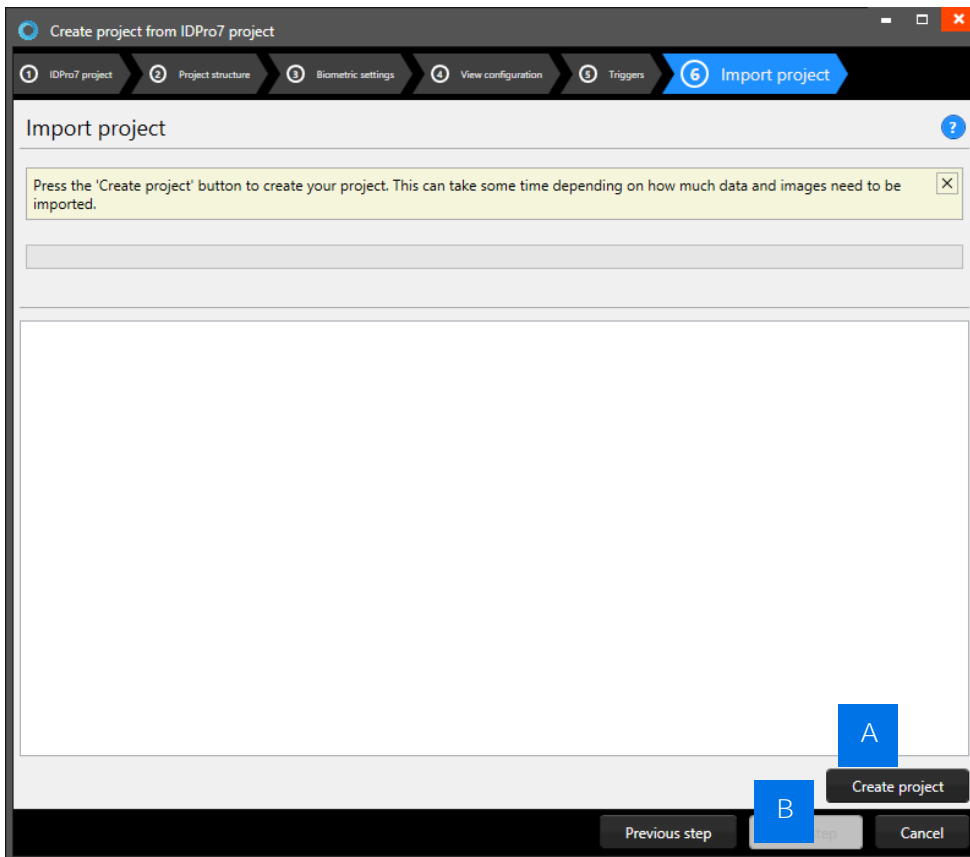 Create project from IDPro7 project
1 IDPro7 project 2 Project structure 3 Biometric settings 4 View configuration 5 Triggers 6 Import project
Import project
?
Press the 'Create project' button to create your project. This can take some time depending on how much data and images need to be
imported.
A
Create project
B
Previous step step Cancel